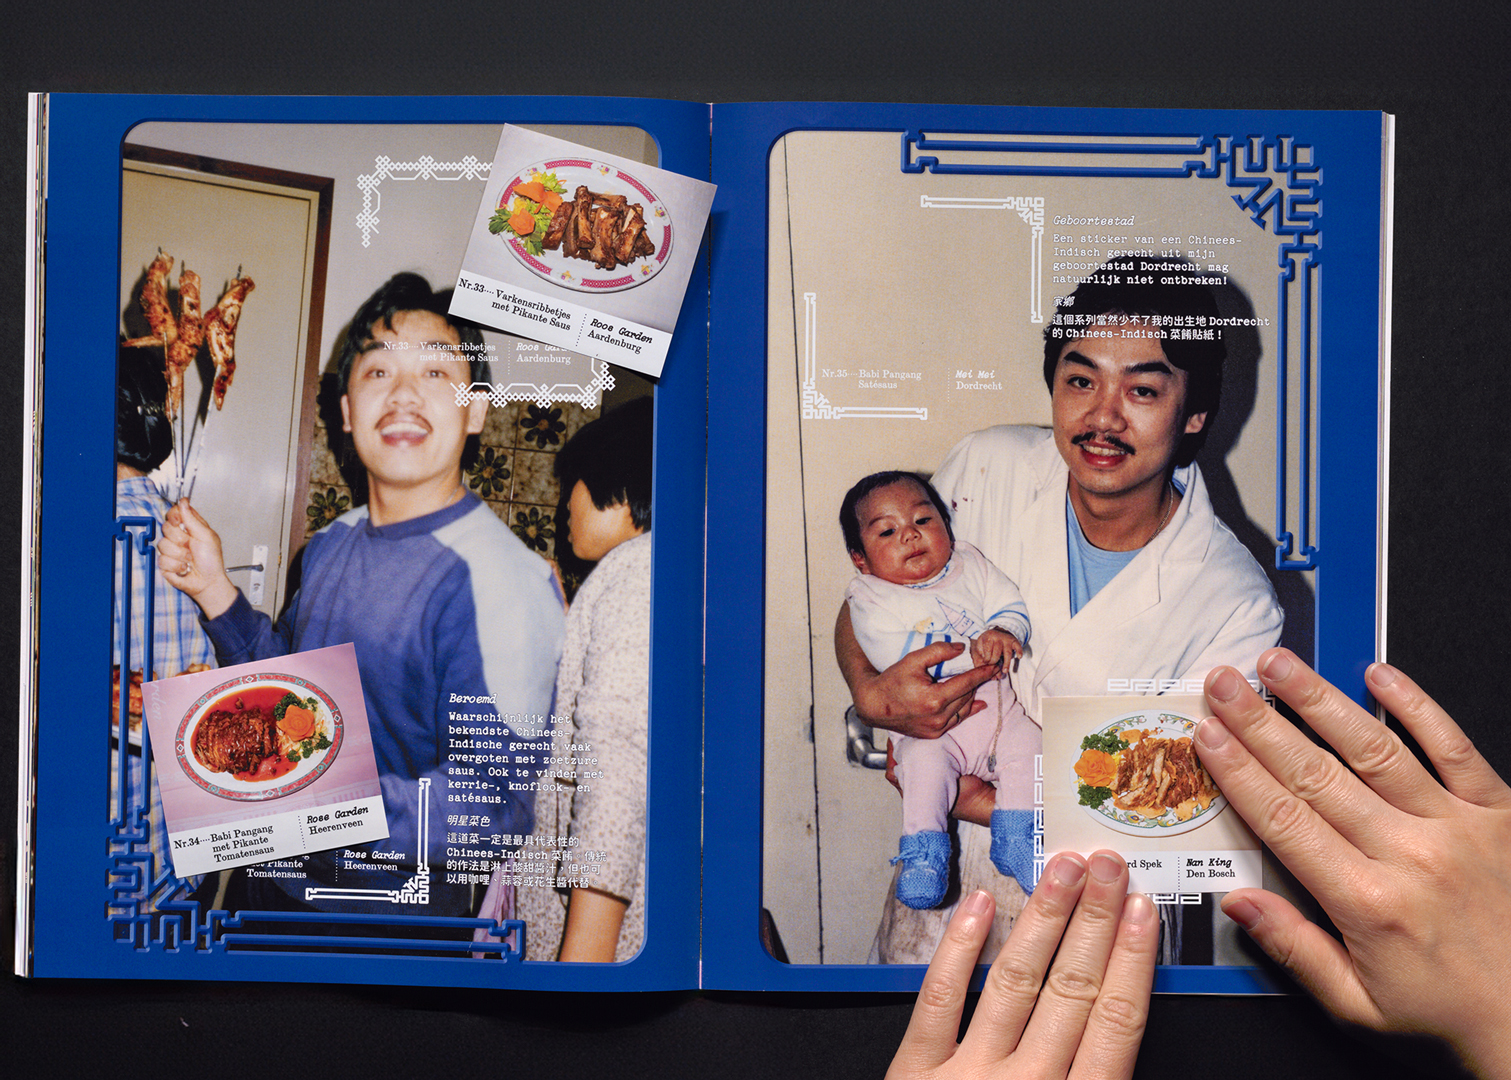 Nr.33....Varkensribbetjes
met Pikante Saus
Roos Garden
Aardenburg
Nr.33....Varkensribbetjes
met Pikante Saus
Roos
Aardenburg
Nr.34....Babi Pangang
met Pikante
Tomatensaus
Rose Garden
Heerenveen
met Pikante
Tomatensaus
Rose Garden
Heerenveen
Beroemd
Waarschijnlijk het
bekendste Chinees-
Indische gerecht, vaak
overgoten met zoetzure
saus. Ook te vinden met
kerrie-, knoflook- en
satésaus.
明星菜色
這道菜一定是最具代表性的
Chinees-Indisch 菜餚，傳統
的作法是淋上酸甜醬汁，但也可
以用咖哩、蒜蓉或花生醬代替
Geboortestad
Een sticker van een Chinees-
Indisch gerecht uit mijn
geboortestad Dordrecht mag
natuurlijk niet ontbreken!
家鄉
這個系列當然少不了我的出生地 Dordrecht
的 Chinees-Indisch 菜餚貼紙！
Nr.35....Babi Pangang
Satésaus
Mei Mei
Dordrecht
Spek
Nan King
Den Bosch